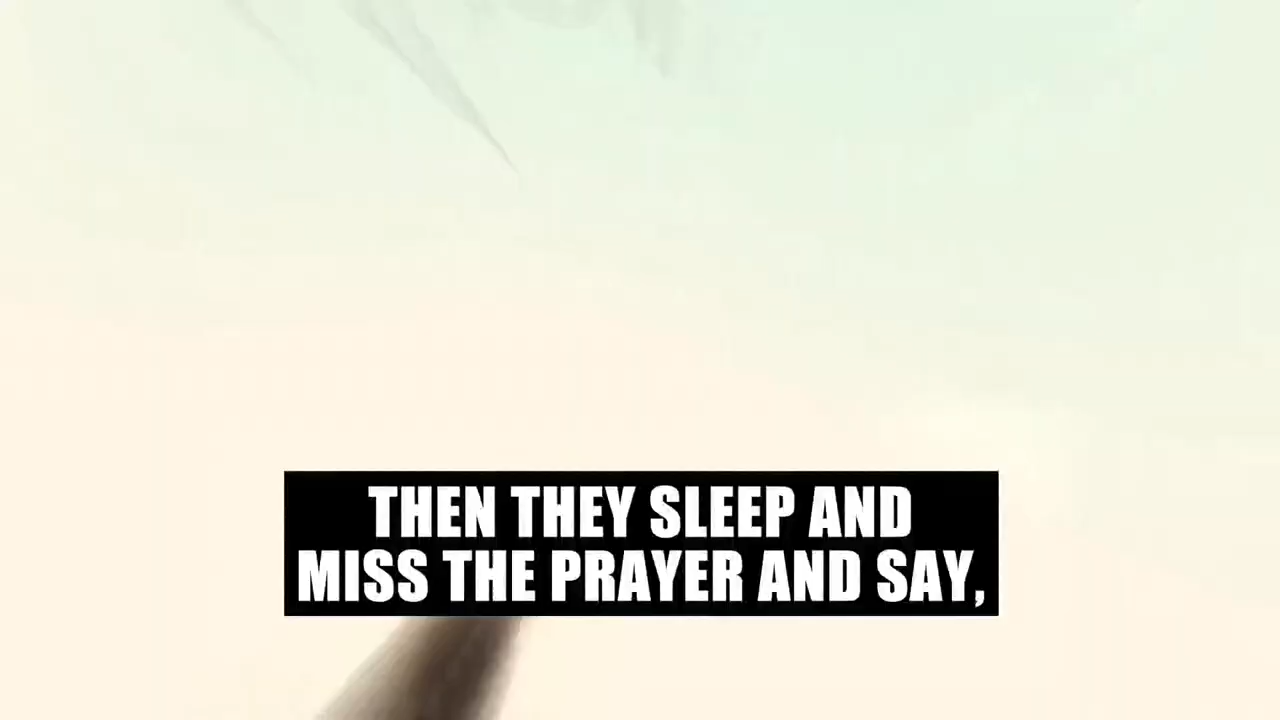 THEN THEY SLEEP AND
MISS THE PRAYER AND SAY,